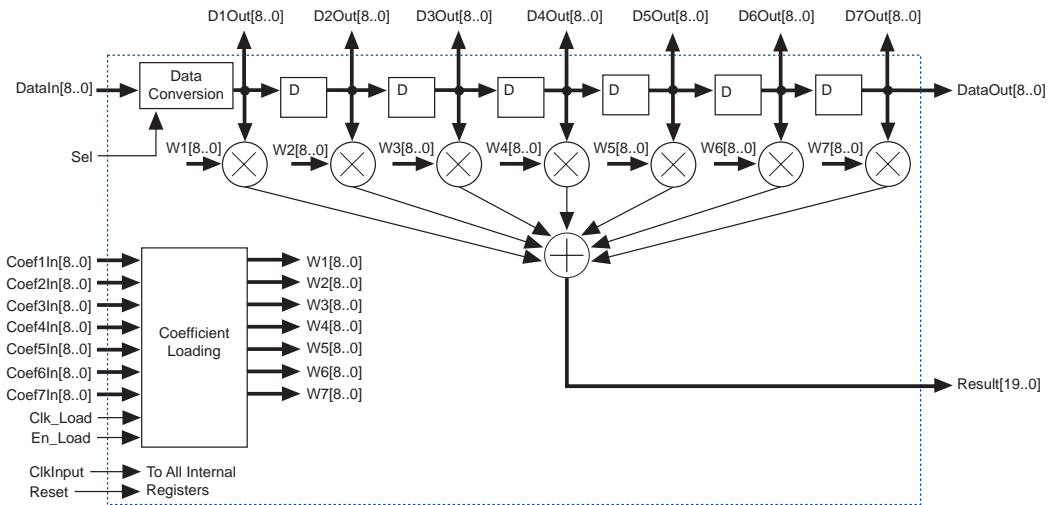 D1Out[8..0] D2Out[8..0] D3Out[8..0] D4Out[8..0] D5Out[8..0] D6Out[8..0] D7Out[8..0]
DataIn[8..0]
Data
Conversion
D D D D D D
DataOut[8..0]
Sel
W1[8..0] W2[8..0] W3[8..0] W4[8..0] W5[8..0] W6[8..0] W7[8..0]
Coef1In[8..0]
Coef2In[8..0]
Coef3In[8..0]
Coef4In[8..0]
Coef5In[8..0]
Coef6In[8..0]
Coef7In[8..0]
Clk_Load
En_Load
Coefficient
Loading
W1[8..0]
W2[8..0]
W3[8..0]
W4[8..0]
W5[8..0]
W6[8..0]
W7[8..0]
Result[19..0]
ClkInput
Reset
To All Internal
Registers